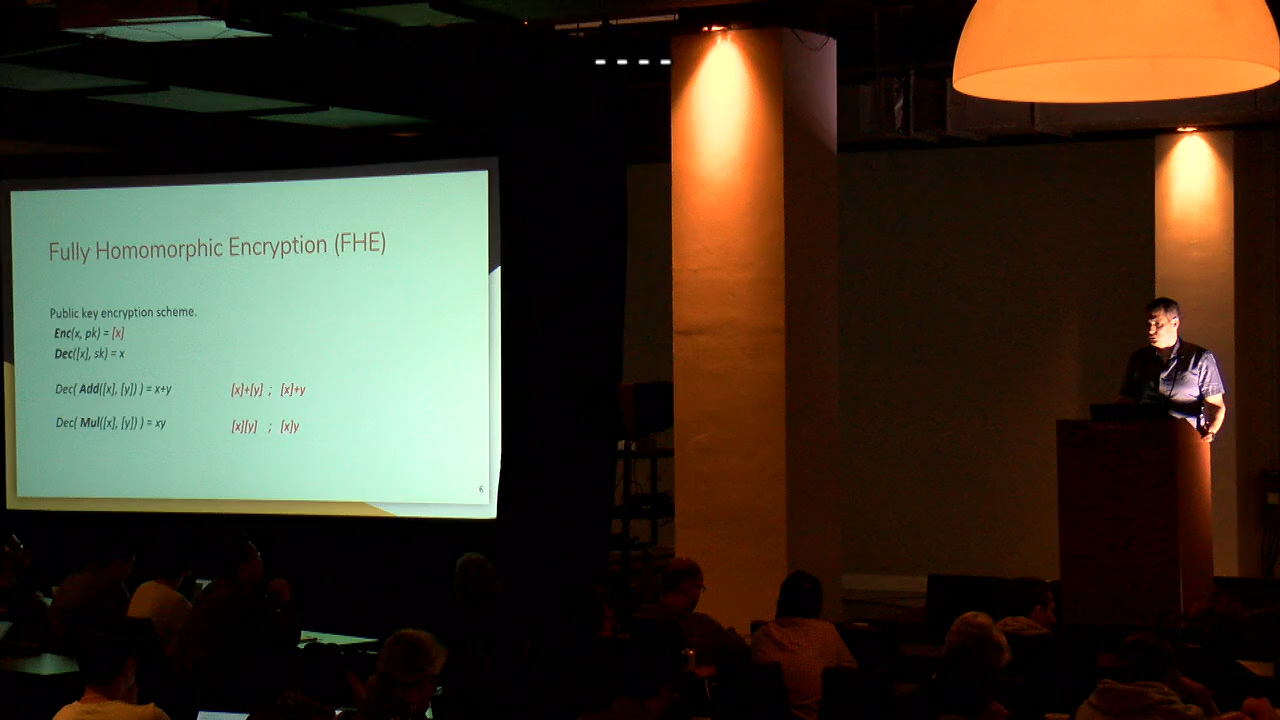 Fully Homomorphic Encryption (FHE)
Public key encryption scheme.
Enc(x, pk) = [x]
Dec([x], sk) = x
Dec( Add([x], [y]) ) = x+y [x]+[y] ; [x]+y
Dec( Mul([x], [y]) ) = xy [x][y] ; [x]y
6